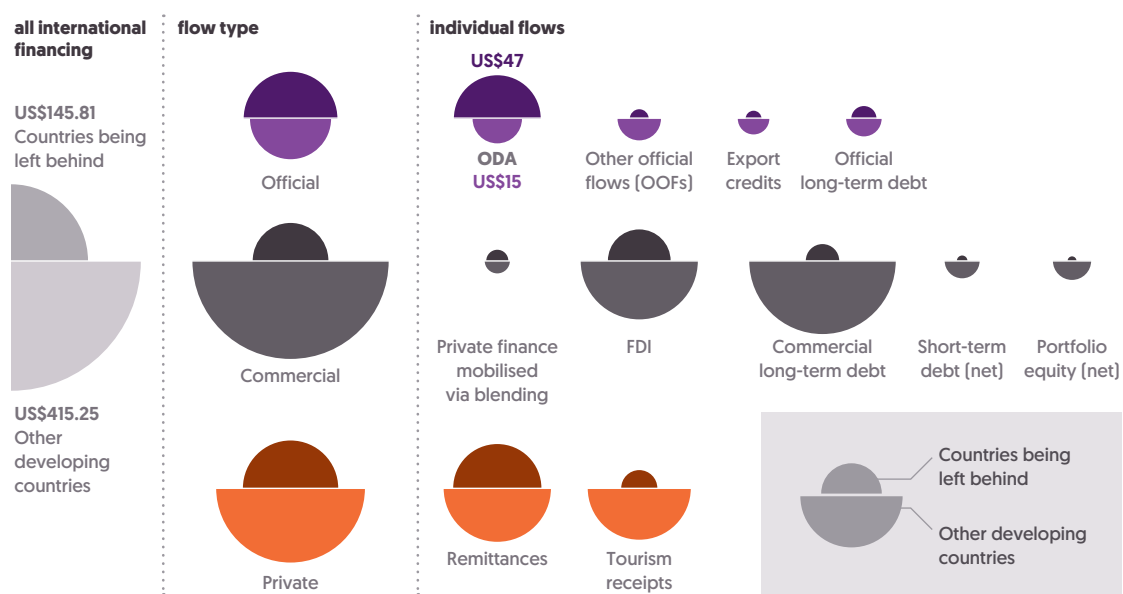 all international
financing
flow type
individual flows
US$145.81
Countries being
left behind
US$415.25
Other
developing
countries
Official
US$47
ODA
US$15
Other official
flows (OOFs)
Export
credits
Official
long-term debt
Commercial
Private finance
mobilised
via blending
FDI
Commercial
long-term debt
Short-term
debt (net)
Portfolio
equity (net)
Private
Remittances
Tourism
receipts
Countries being
left behind
Other developing
countries